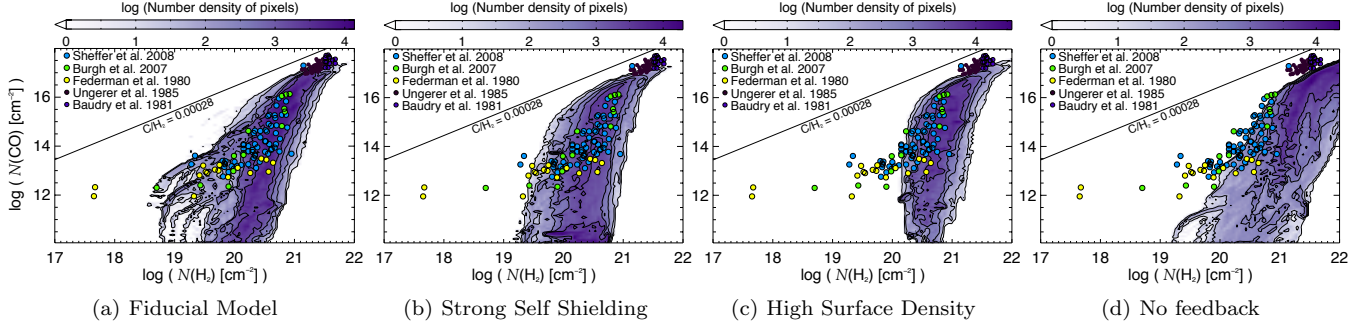 log (Number density of pixels)
0 1 2 3 4
Sheffer et al. 2008
Burgh et al. 2007
Federman et al. 1980
Ungerer et al. 1985
Baudry et al. 1981
C/H₂ = 0.00028
log ( N(CO) [cm⁻²] )
16
14
12
17 18 19 20 21 22
log ( N(H₂) [cm⁻²] )
(a) Fiducial Model
log (Number density of pixels)
0 1 2 3 4
Sheffer et al. 2008
Burgh et al. 2007
Federman et al. 1980
Ungerer et al. 1985
Baudry et al. 1981
C/H₂ = 0.00028
16
14
12
17 18 19 20 21 22
log ( N(H₂) [cm⁻²] )
(b) Strong Self Shielding
log (Number density of pixels)
0 1 2 3 4
Sheffer et al. 2008
Burgh et al. 2007
Federman et al. 1980
Ungerer et al. 1985
Baudry et al. 1981
C/H₂ = 0.00028
16
14
12
17 18 19 20 21 22
log ( N(H₂) [cm⁻²] )
(c) High Surface Density
log (Number density of pixels)
0 1 2 3 4
Sheffer et al. 2008
Burgh et al. 2007
Federman et al. 1980
Ungerer et al. 1985
Baudry et al. 1981
C/H₂ = 0.00028
16
14
12
17 18 19 20 21 22
log ( N(H₂) [cm⁻²] )
(d) No feedback